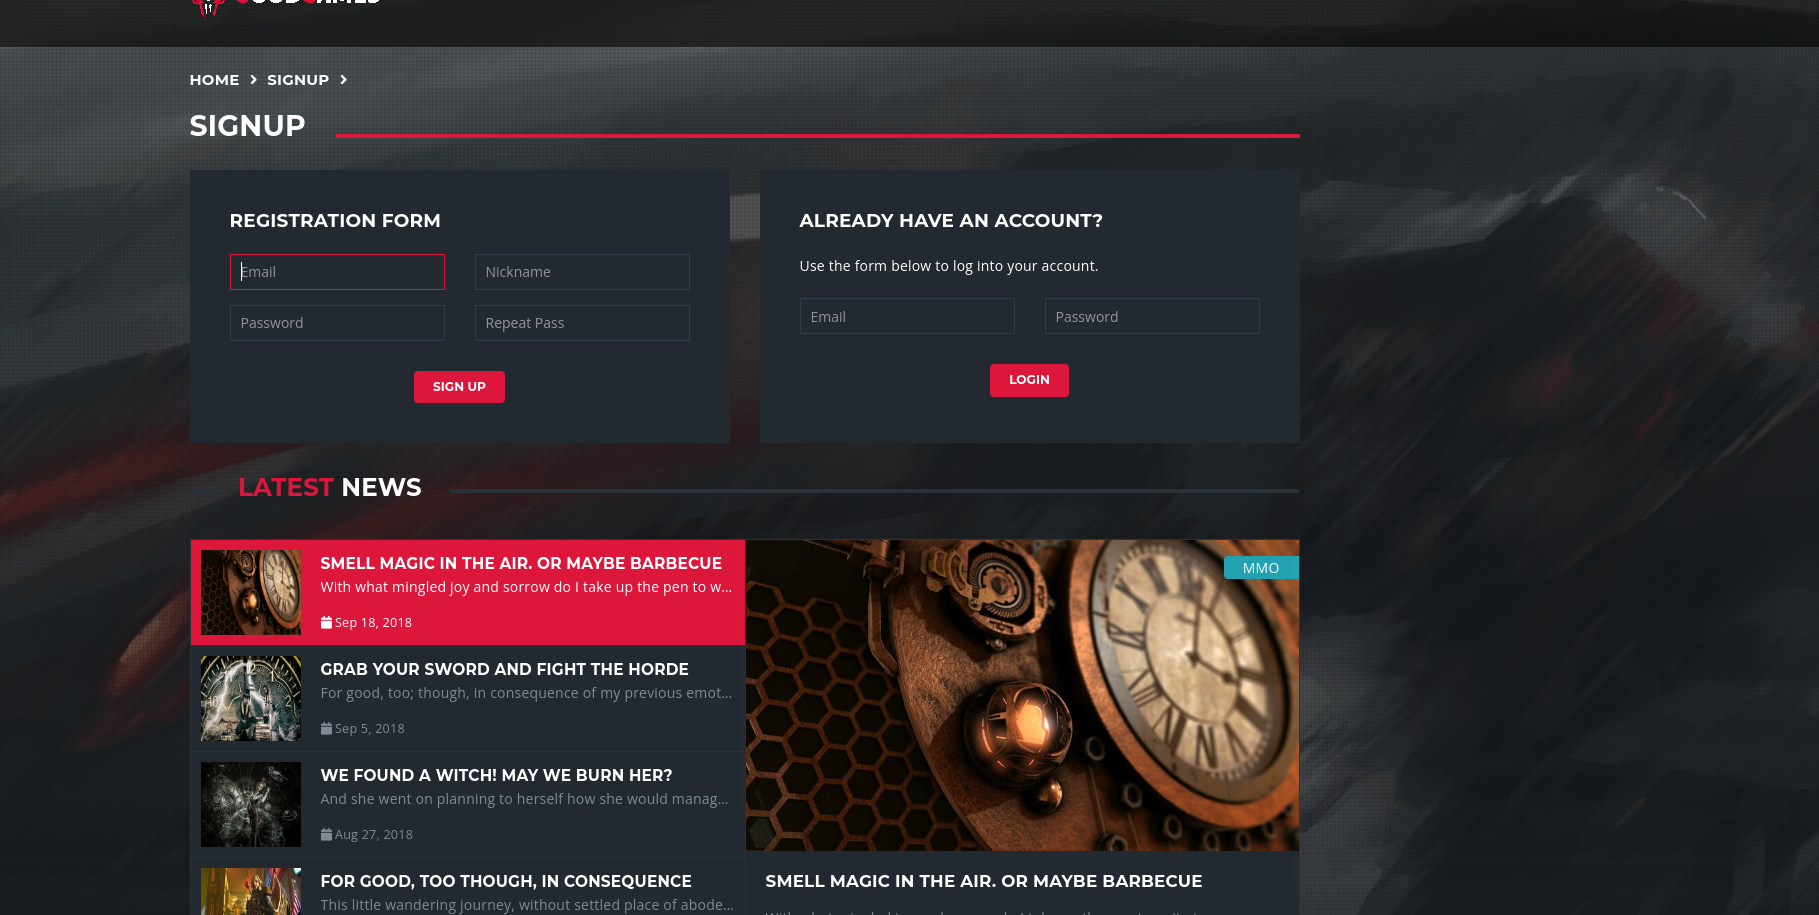 GOODGAMES
HOME > SIGNUP >
SIGNUP
REGISTRATION FORM
Email
Nickname
Password
Repeat Pass
SIGN UP
ALREADY HAVE AN ACCOUNT?
Use the form below to log into your account.
Email
Password
LOGIN
LATEST NEWS
SMELL MAGIC IN THE AIR. OR MAYBE BARBECUE
With what mingled joy and sorrow do I take up the pen to w...
Sep 18, 2018
GRAB YOUR SWORD AND FIGHT THE HORDE
For good, too; though, in consequence of my previous emot...
Sep 5, 2018
WE FOUND A WITCH! MAY WE BURN HER?
And she went on planning to herself how she would manag...
Aug 27, 2018
FOR GOOD, TOO THOUGH, IN CONSEQUENCE
This little wandering journey, without settled place of abode...
MMO
SMELL MAGIC IN THE AIR. OR MAYBE BARBECUE